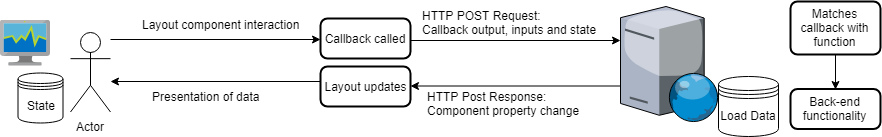 Layout component interaction
HTTP POST Request:
Callback output, inputs and state
Callback called
Matches
callback with
function
State
Actor
Presentation of data
Layout updates
HTTP Post Response:
Component property change
Load Data
Back-end
functionality